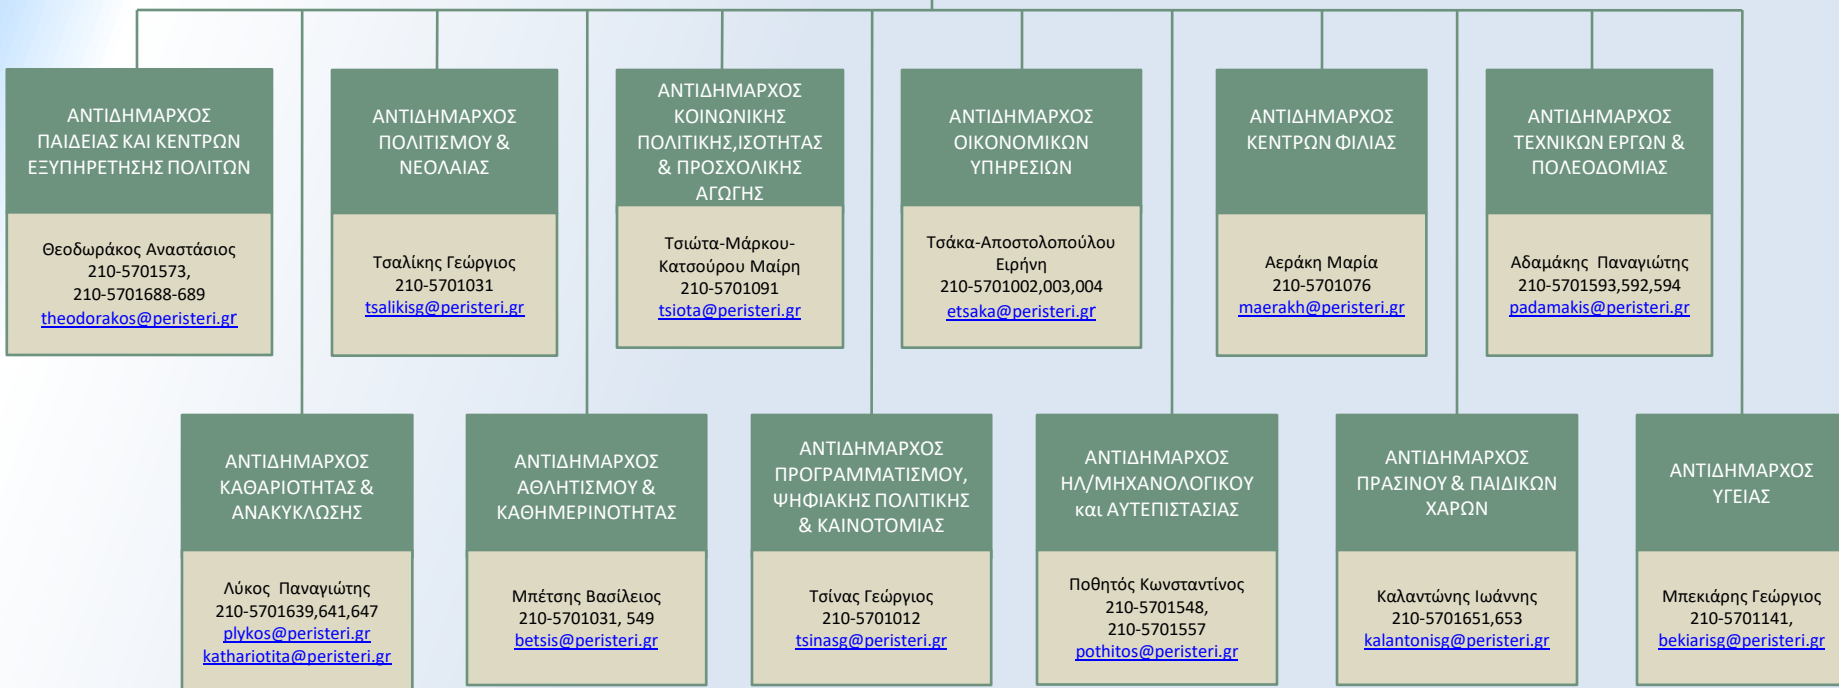 ΑΝΤΙΔΗΜΑΡΧΟΣ
ΠΑΙΔΕΙΑΣ ΚΑΙ ΚΕΝΤΡΩΝ
ΕΞΥΠΗΡΕΤΗΣΗΣ ΠΟΛΙΤΩΝ
Θεοδωράκος Αναστάσιος
210-5701573,
210-5701688-689
theodorakos@peristeri.gr
ΑΝΤΙΔΗΜΑΡΧΟΣ
ΠΟΛΙΤΙΣΜΟΥ &
ΝΕΟΛΑΙΑΣ
Τσαλίκης Γεώργιος
210-5701031
tsalikisg@peristeri.gr
ΑΝΤΙΔΗΜΑΡΧΟΣ
ΚΟΙΝΩΝΙΚΗΣ
ΠΟΛΙΤΙΚΗΣ,ΙΣΟΤΗΤΑΣ
& ΠΡΟΣΧΟΛΙΚΗΣ
ΑΓΩΓΗΣ
Τσιώτα-Μάρκου-
Κατσούρου Μαίρη
210-5701091
tsiota@peristeri.gr
ΑΝΤΙΔΗΜΑΡΧΟΣ
ΟΙΚΟΝΟΜΙΚΩΝ
ΥΠΗΡΕΣΙΩΝ
Τσάκα-Αποστολοπούλου
Ειρήνη
210-5701002,003,004
etsaka@peristeri.gr
ΑΝΤΙΔΗΜΑΡΧΟΣ
ΚΕΝΤΡΩΝ ΦΙΛΙΑΣ
Αεράκη Μαρία
210-5701076
maerakh@peristeri.gr
ΑΝΤΙΔΗΜΑΡΧΟΣ
ΤΕΧΝΙΚΩΝ ΕΡΓΩΝ &
ΠΟΛΕΟΔΟΜΙΑΣ
Αδαμάκης  Παναγιώτης
210-5701593,592,594
padamakis@peristeri.gr
ΑΝΤΙΔΗΜΑΡΧΟΣ
ΚΑΘΑΡΙΟΤΗΤΑΣ &
ΑΝΑΚΥΚΛΩΣΗΣ
Λύκος  Παναγιώτης
210-5701639,641,647
plykos@peristeri.gr
kathariotita@peristeri.gr
ΑΝΤΙΔΗΜΑΡΧΟΣ
ΑΘΛΗΤΙΣΜΟΥ &
ΚΑΘΗΜΕΡΙΝΟΤΗΤΑΣ
Μπέτσης Βασίλειος
210-5701031, 549
betsis@peristeri.gr
ΑΝΤΙΔΗΜΑΡΧΟΣ
ΠΡΟΓΡΑΜΜΑΤΙΣΜΟΥ,
ΨΗΦΙΑΚΗΣ ΠΟΛΙΤΙΚΗΣ
& ΚΑΙΝΟΤΟΜΙΑΣ
Τσίνας Γεώργιος
210-5701012
tsinasg@peristeri.gr
ΑΝΤΙΔΗΜΑΡΧΟΣ
ΗΛ/ΜΗΧΑΝΟΛΟΓΙΚΟΥ
και ΑΥΤΕΠΙΣΤΑΣΙΑΣ
Ποθητός Κωνσταντίνος
210-5701548,
210-5701557
pothitos@peristeri.gr
ΑΝΤΙΔΗΜΑΡΧΟΣ
ΠΡΑΣΙΝΟΥ & ΠΑΙΔΙΚΩΝ
ΧΑΡΩΝ
Καλαντώνης Ιωάννης
210-5701651,653
kalantonisg@peristeri.gr
ΑΝΤΙΔΗΜΑΡΧΟΣ
ΥΓΕΙΑΣ
Μπεκιάρης Γεώργιος
210-5701141,
bekiarisg@peristeri.gr